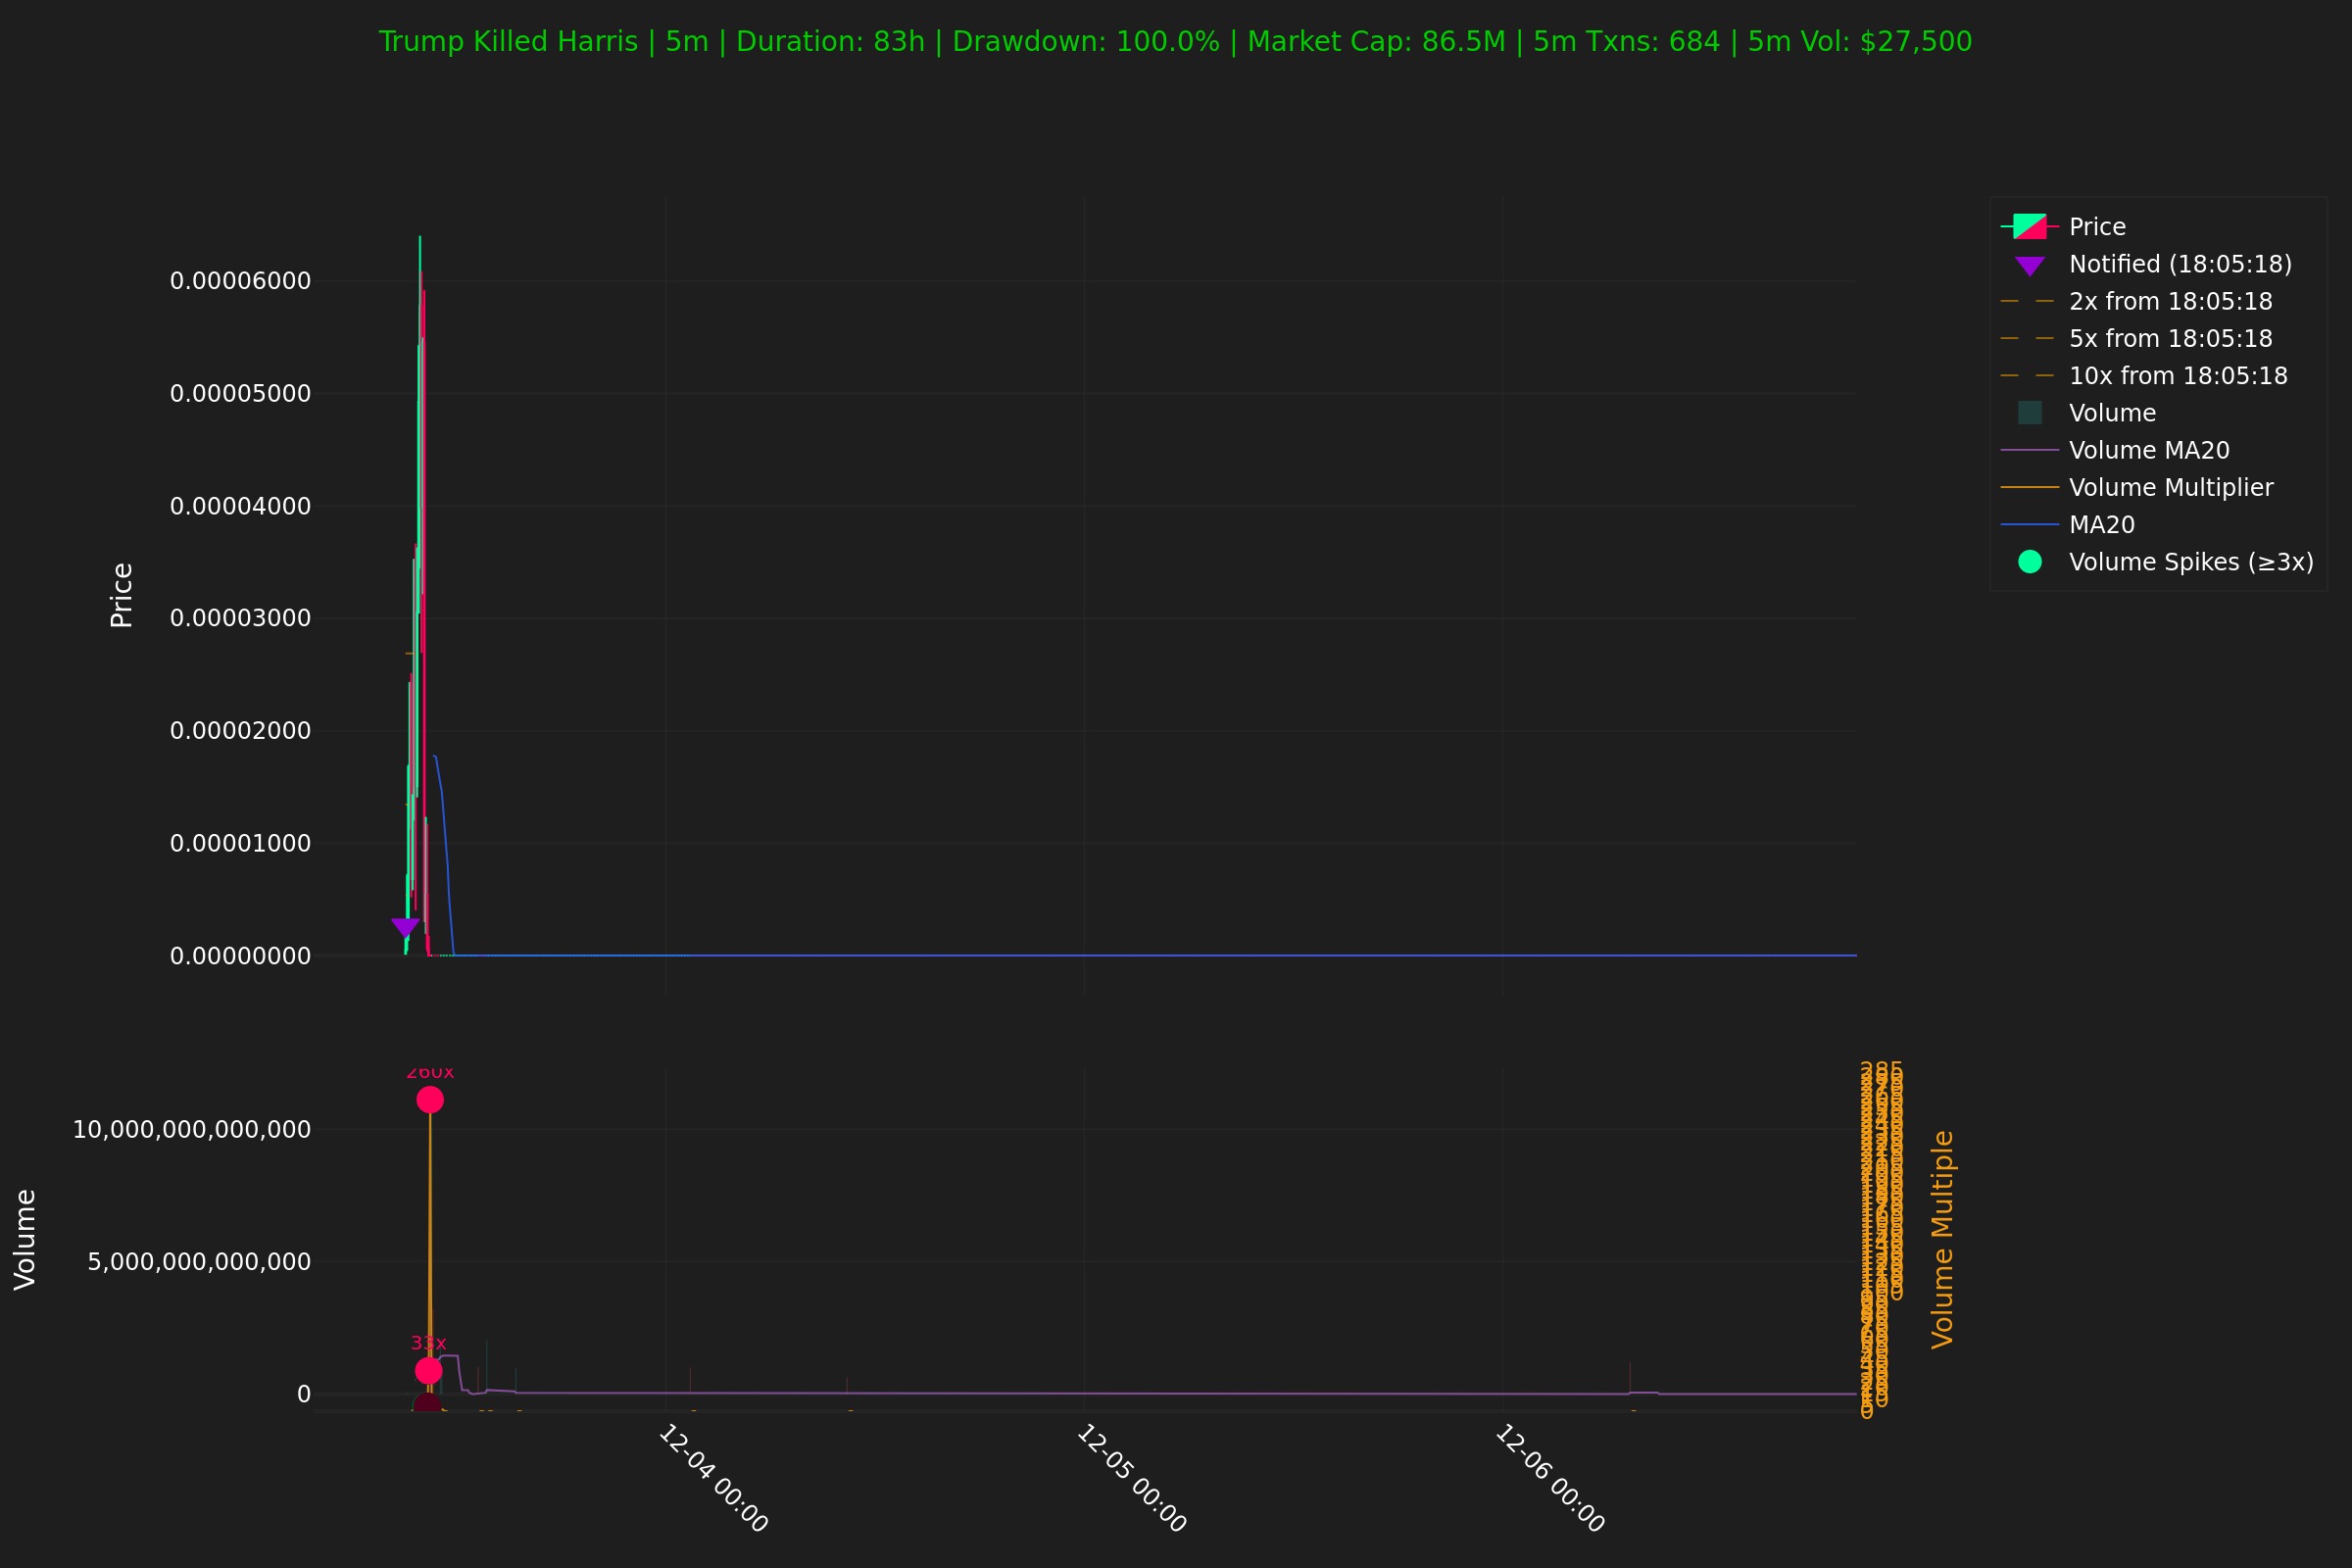 Trump Killed Harris | 5m | Duration: 83h | Drawdown: 100.0% | Market Cap: 86.5M | 5m Txns: 684 | 5m Vol: $27,500
Price
0.00006000
0.00005000
0.00004000
0.00003000
0.00002000
0.00001000
0.00000000
Price
Notified (18:05:18)
2x from 18:05:18
5x from 18:05:18
10x from 18:05:18
Volume
Volume MA20
Volume Multiplier
MA20
Volume Spikes (≥3x)
Volume
10,000,000,000,000
5,000,000,000,000
0
260x
33x
285
0
Volume Multiple
12-04 00:00
12-05 00:00
12-06 00:00